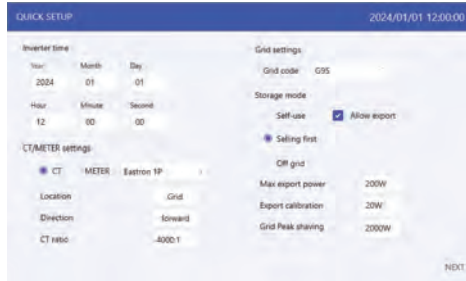 QUICK SETUP
2024/01/01 12:00:00
Inverter time
Year Month Day
2024 01 01
Hour Minute Second
12 00 00
CT/METER settings
CT METER Eastron 1P
Location Grid
Direction forward
CT ratio 4000:1
Grid settings
Grid code G95
Storage mode
Self-use Allow export
Selling first
Off grid
Max export power 200W
Export calibration 20W
Grid Peak shaving 2000W
NEXT